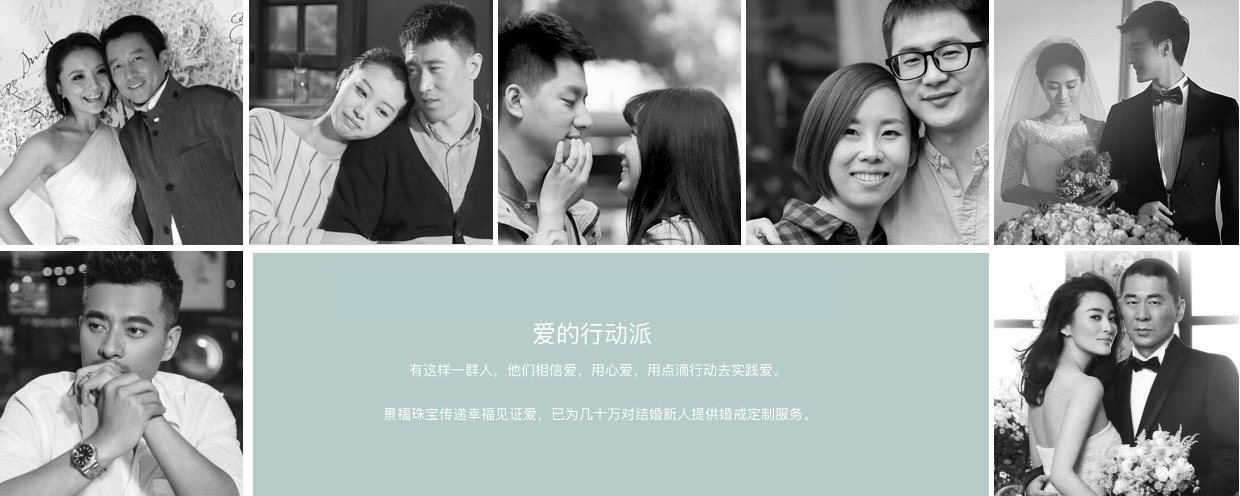 爱的行动派
有这样一群人，他们相信爱，用心爱，用点滴行动去实践爱。
景福珠宝传递幸福见证爱，已为几十万对结婚新人提供婚戒定制服务。